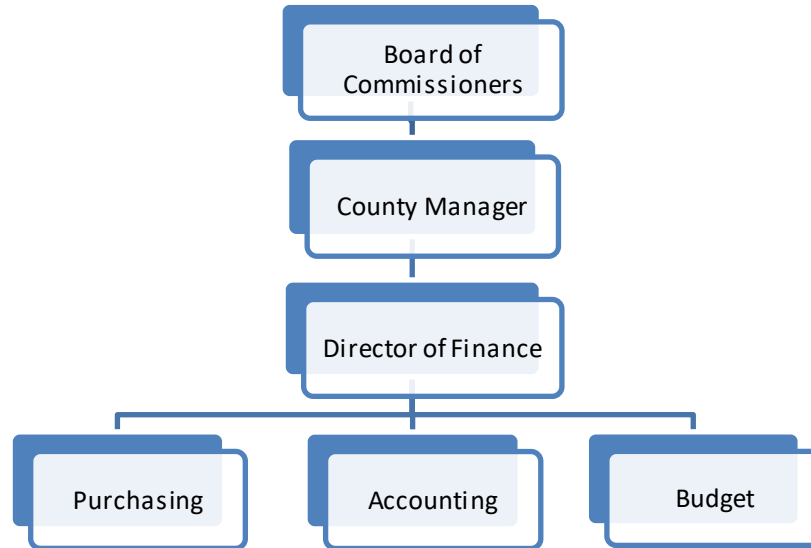 Board of
Commissioners
County Manager
Director of Finance
Purchasing
Accounting
Budget